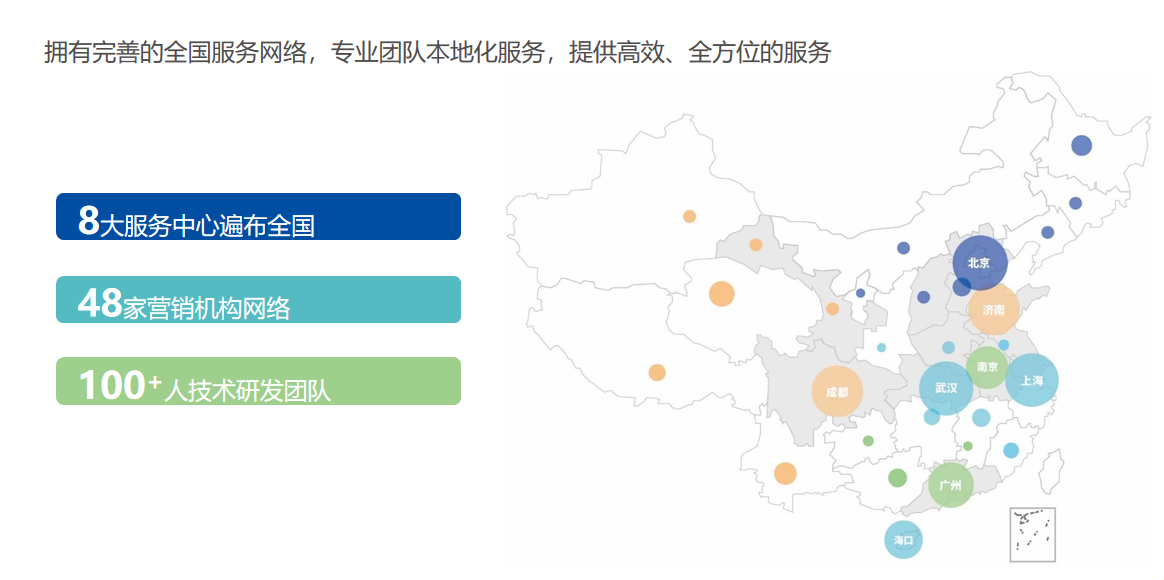 拥有完善的全国服务网络，专业团队本地化服务，提供高效、全方位的服务
8大服务中心遍布全国
48家营销机构网络
100+人技术研发团队
北京
济南
南京
上海
武汉
成都
广州
海口